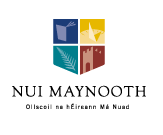 NUI MAYNOOTH
Ollscoil na hÉireann Má Nuad